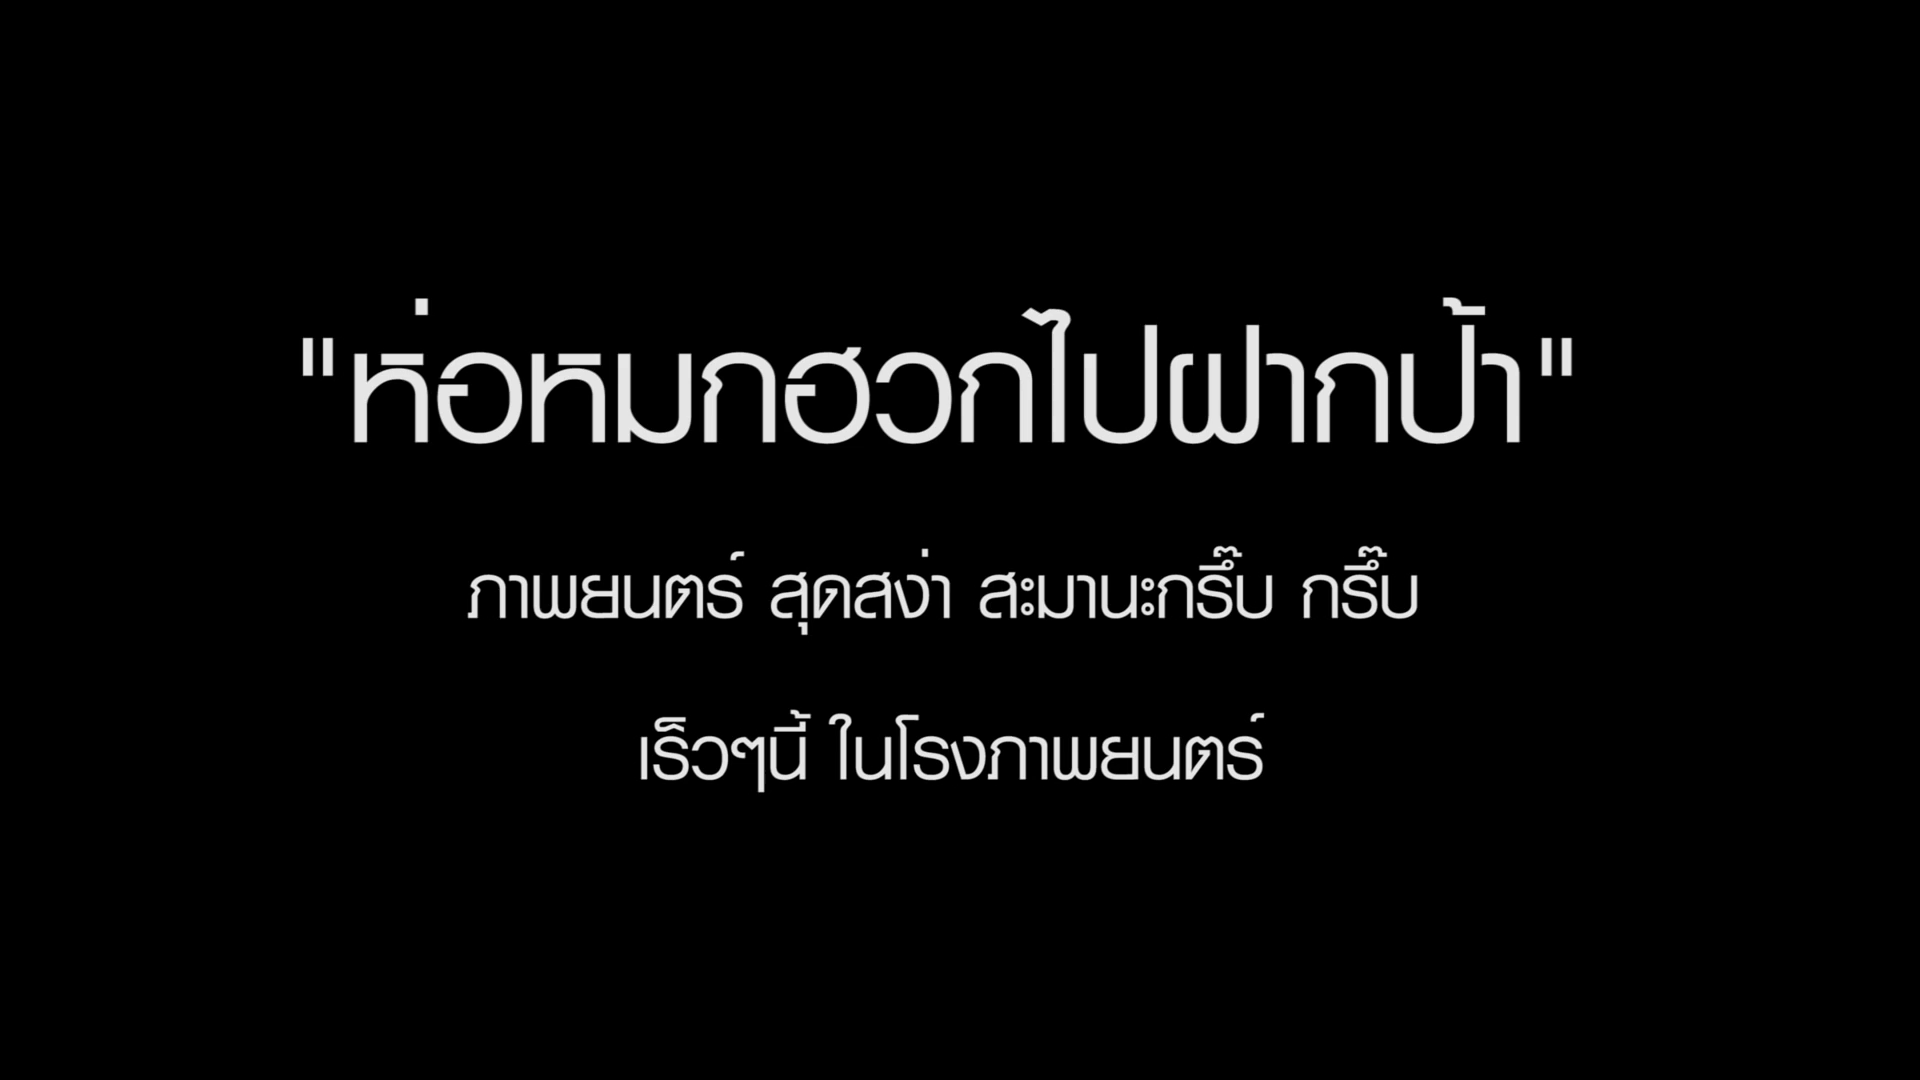 "ห่อหมกฮวกไปฝากป้า"
ภาพยนตร์ สุดสง่า สะมานะกรึ๊บ กรึ๊บ
เร็วๆนี้ ในโรงภาพยนตร์